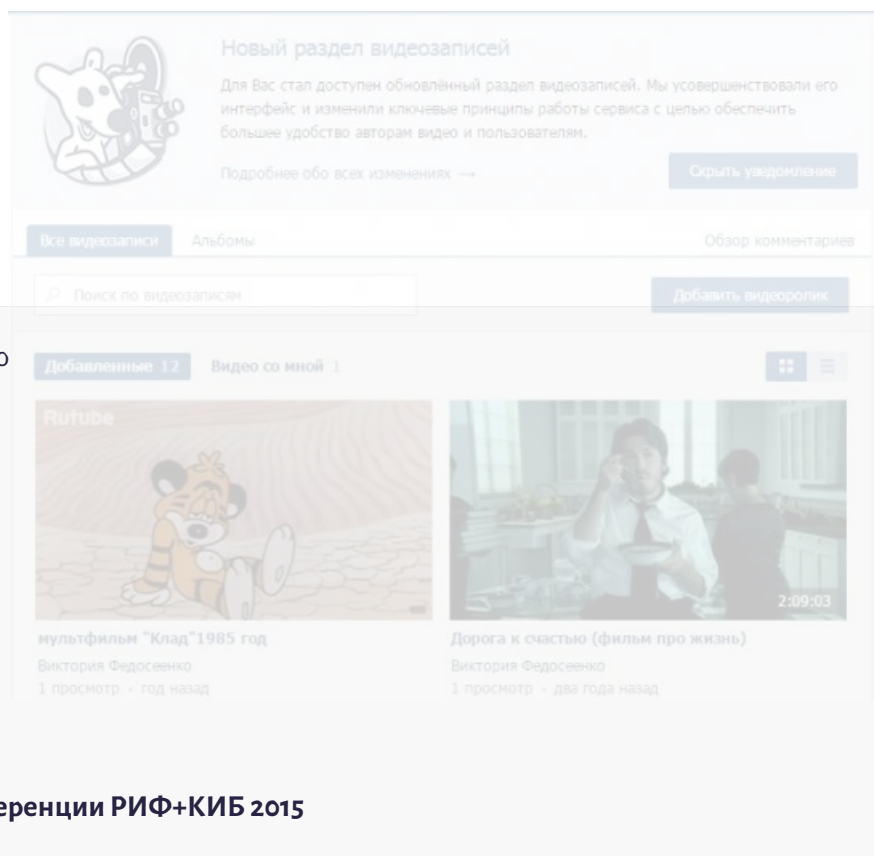 Новый раздел видеозаписей
Для Вас стал доступен обновлённый раздел видеозаписей. Мы усовершенствовали его
интерфейс и изменили ключевые принципы работы сервиса с целью обеспечить
большее удобство авторам видео и пользователям.
Подробнее обо всех изменениях →
Скрыть уведомление
Все видеозаписи Альбомы Обзор комментариев
Поиск по видеозаписям Добавить видеоролик
о
Добавленные 12 Видео со мной 1
Rutube
2:09:03
мультфильм "Клад"1985 год Дорога к счастью (фильм про жизнь)
Виктория Федосеенко Виктория Федосеенко
1 просмотр · год назад 1 просмотр · два года назад
еренции РИФ+КИБ 2015